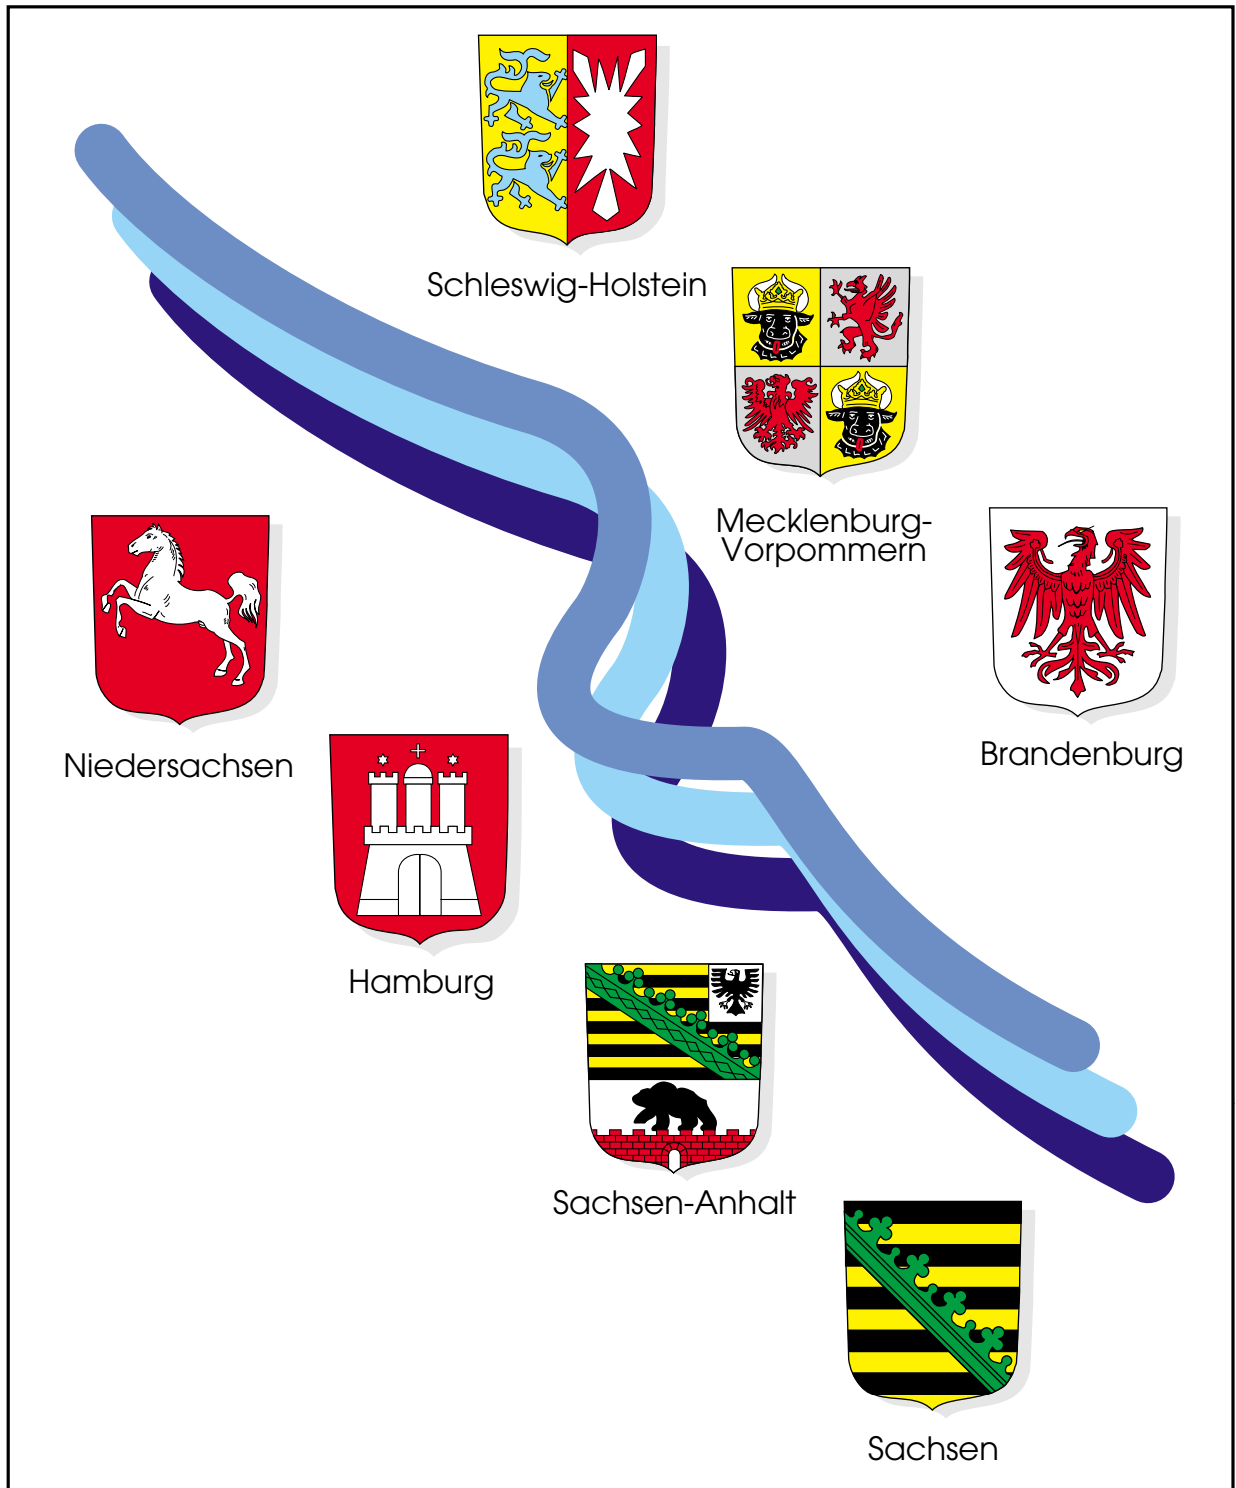 Schleswig-Holstein
Mecklenburg-
Vorpommern
Niedersachsen
Brandenburg
Hamburg
Sachsen-Anhalt
Sachsen